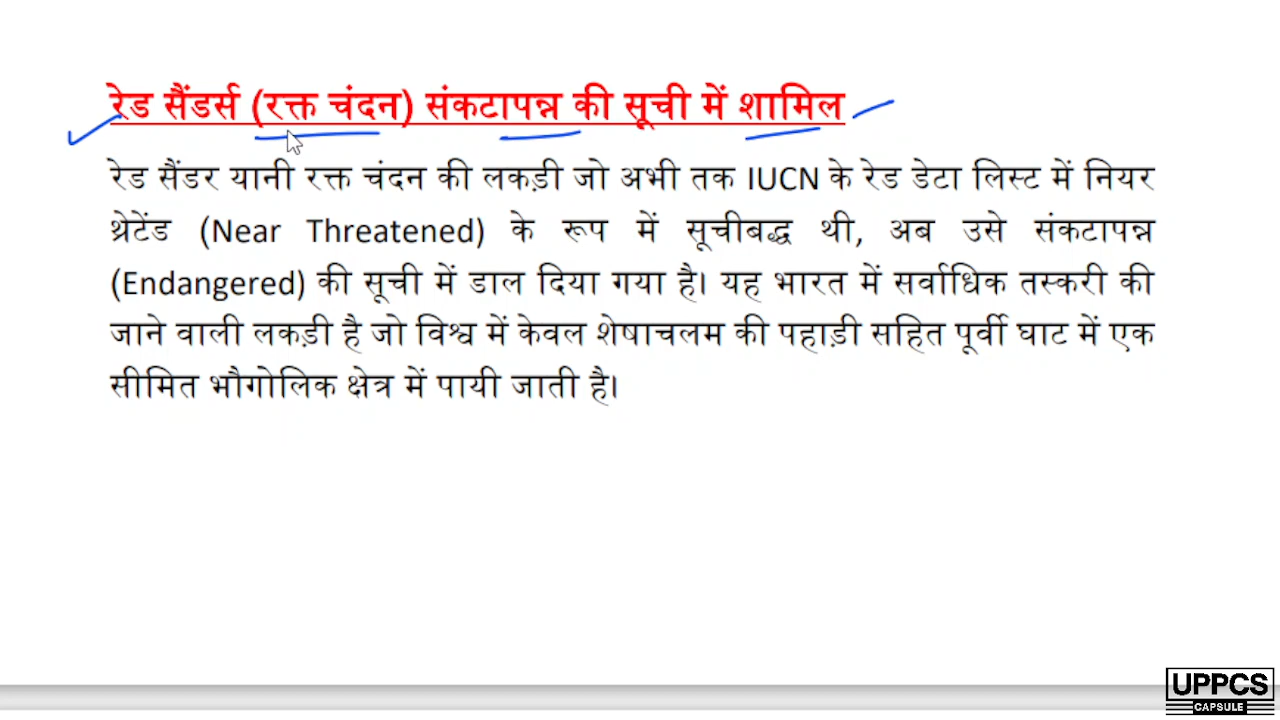 रेड सैंडर्स (रक्त चंदन) संकटापन्न की सूची में शामिल
रेड सैंडर यानी रक्त चंदन की लकड़ी जो अभी तक IUCN के रेड डेटा लिस्ट में नियर
थ्रेटेंड (Near Threatened) के रूप में सूचीबद्ध थी, अब उसे संकटापन्न
(Endangered) की सूची में डाल दिया गया है। यह भारत में सर्वाधिक तस्करी की
जाने वाली लकड़ी है जो विश्व में केवल शेषाचलम की पहाड़ी सहित पूर्वी घाट में एक
सीमित भौगोलिक क्षेत्र में पायी जाती है।
UPPCS
CAPSULE